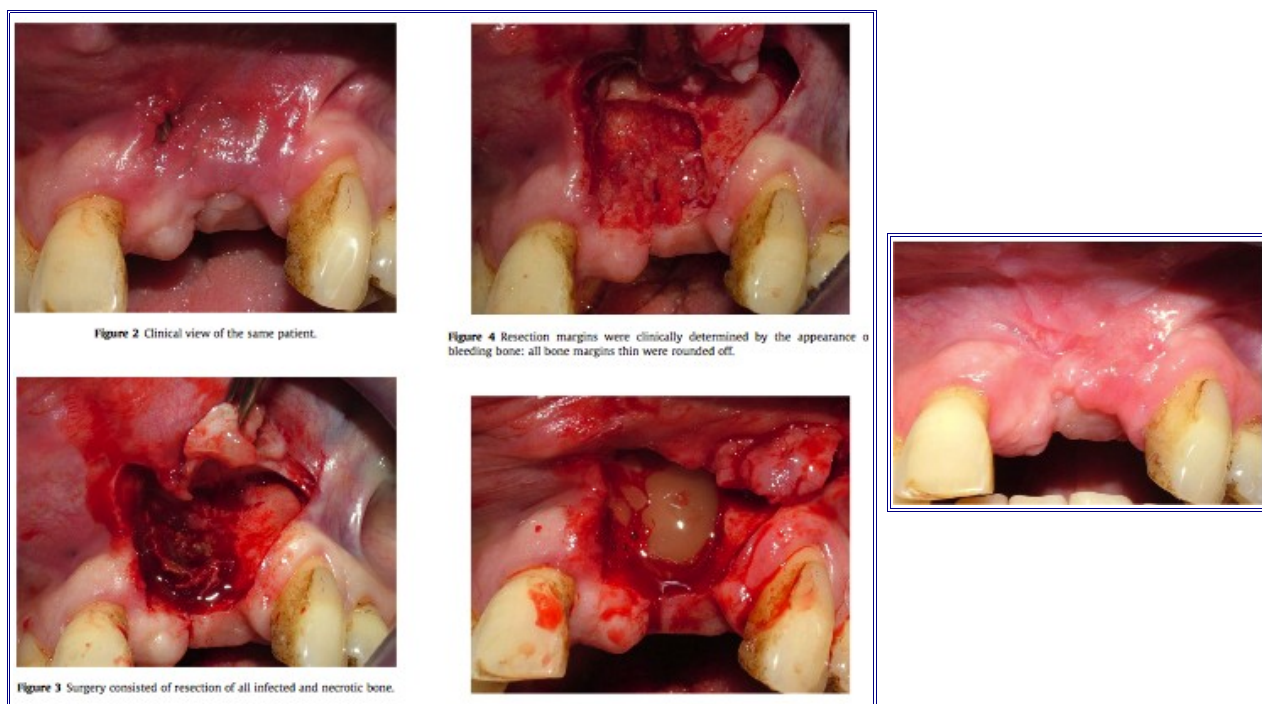 Figure 2 Clinical view of the same patient.
Figure 4 Resection margins were clinically determined by the appearance o
bleeding bone: all bone margins thin were rounded off.
Figure 3 Surgery consisted of resection of all infected and necrotic bone.